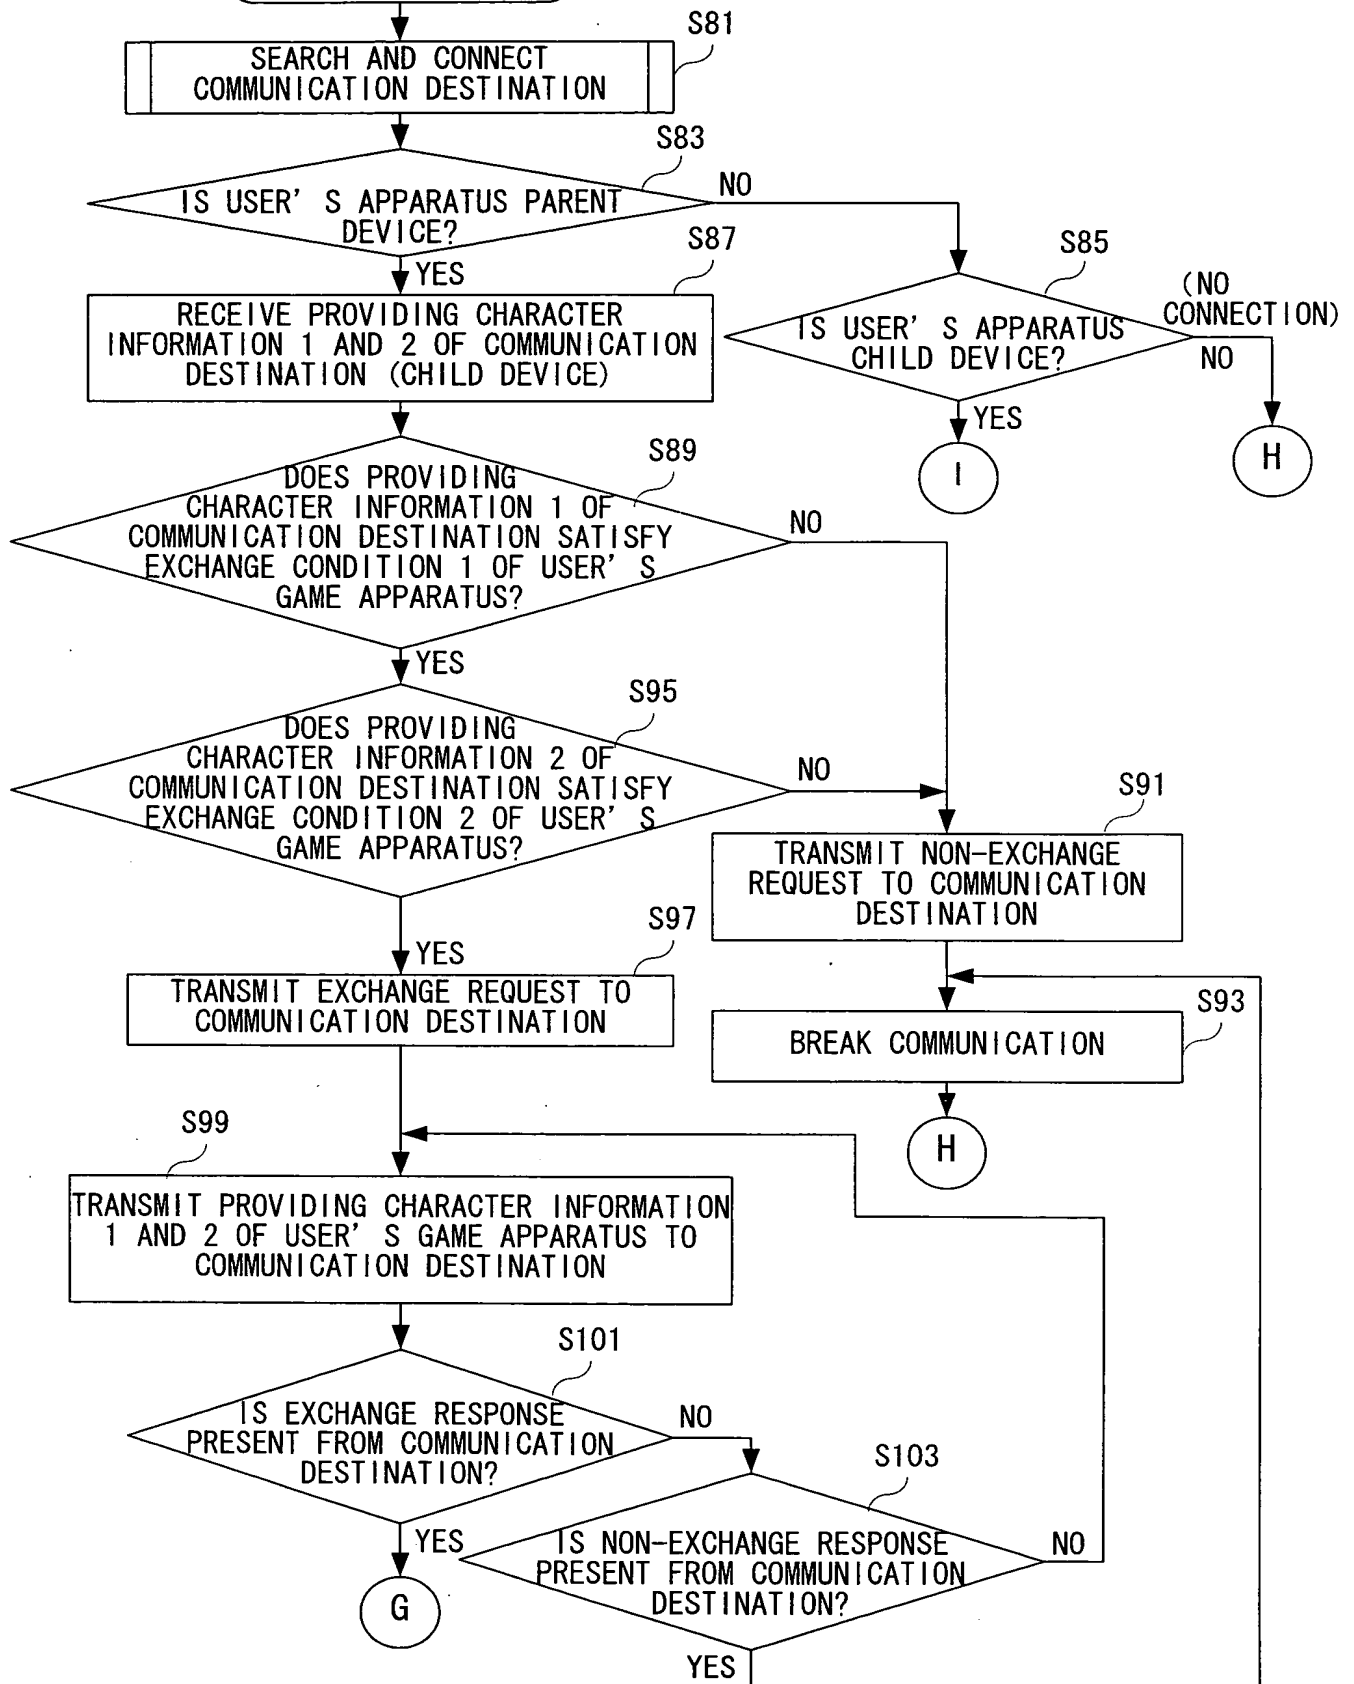 S81
SEARCH AND CONNECT
COMMUNICATION DESTINATION
S83
IS USER'S APPARATUS PARENT
DEVICE?
NO
YES
S85
IS USER'S APPARATUS
CHILD DEVICE?
(NO
CONNECTION)
NO
YES
I
H
S87
RECEIVE PROVIDING CHARACTER
INFORMATION 1 AND 2 OF COMMUNICATION
DESTINATION (CHILD DEVICE)
S89
DOES PROVIDING
CHARACTER INFORMATION 1 OF
COMMUNICATION DESTINATION SATISFY
EXCHANGE CONDITION 1 OF USER'S
GAME APPARATUS?
NO
YES
S95
DOES PROVIDING
CHARACTER INFORMATION 2 OF
COMMUNICATION DESTINATION SATISFY
EXCHANGE CONDITION 2 OF USER'S
GAME APPARATUS?
NO
YES
S91
TRANSMIT NON-EXCHANGE
REQUEST TO COMMUNICATION
DESTINATION
S93
BREAK COMMUNICATION
H
S97
TRANSMIT EXCHANGE REQUEST TO
COMMUNICATION DESTINATION
S99
TRANSMIT PROVIDING CHARACTER INFORMATION
1 AND 2 OF USER'S GAME APPARATUS TO
COMMUNICATION DESTINATION
S101
IS EXCHANGE RESPONSE
PRESENT FROM COMMUNICATION
DESTINATION?
NO
YES
G
S103
IS NON-EXCHANGE RESPONSE
PRESENT FROM COMMUNICATION
DESTINATION?
NO
YES